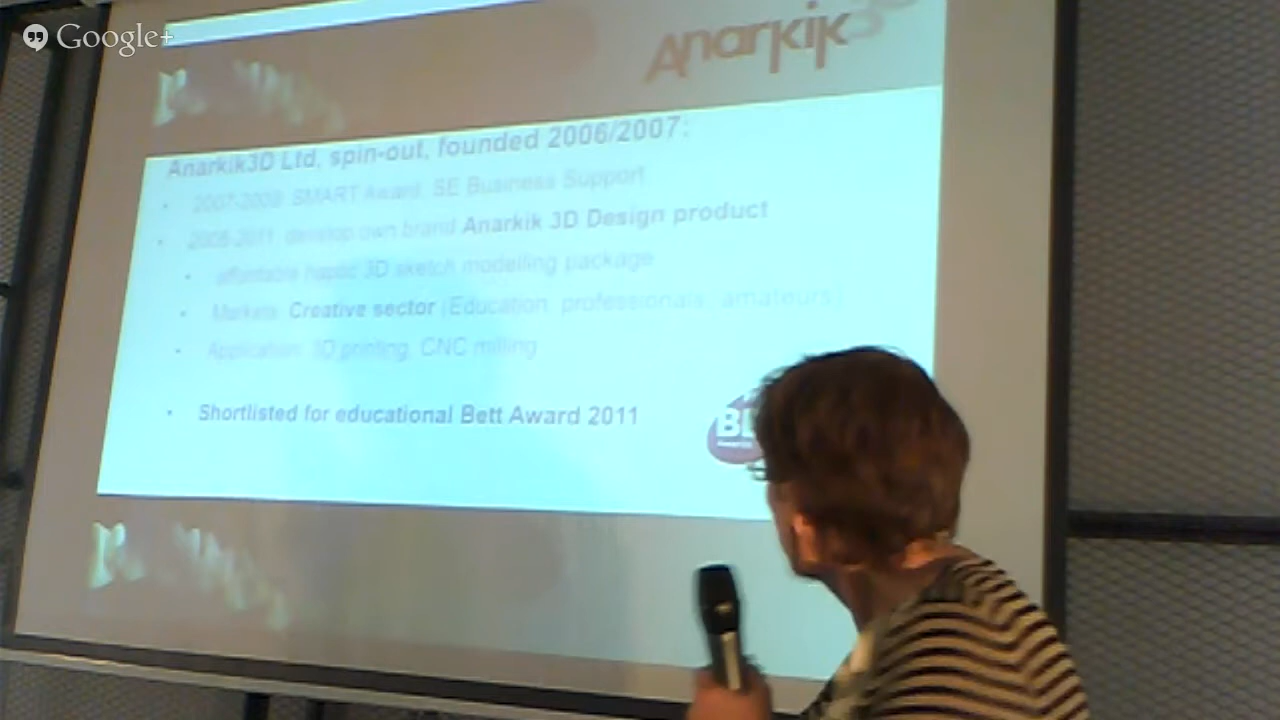 Google+
Anarkik3D
Anarkik3D Ltd, spin-out, founded 2006/2007:
2007-2009 SMART Award, SE Business Support
2008-2011 develop own brand Anarkik 3D Design product
affordable haptic 3D sketch modelling package
Markets: Creative sector (Education, professionals, amateurs)
Application: 3D printing, CNC milling
Shortlisted for educational Bett Award 2011